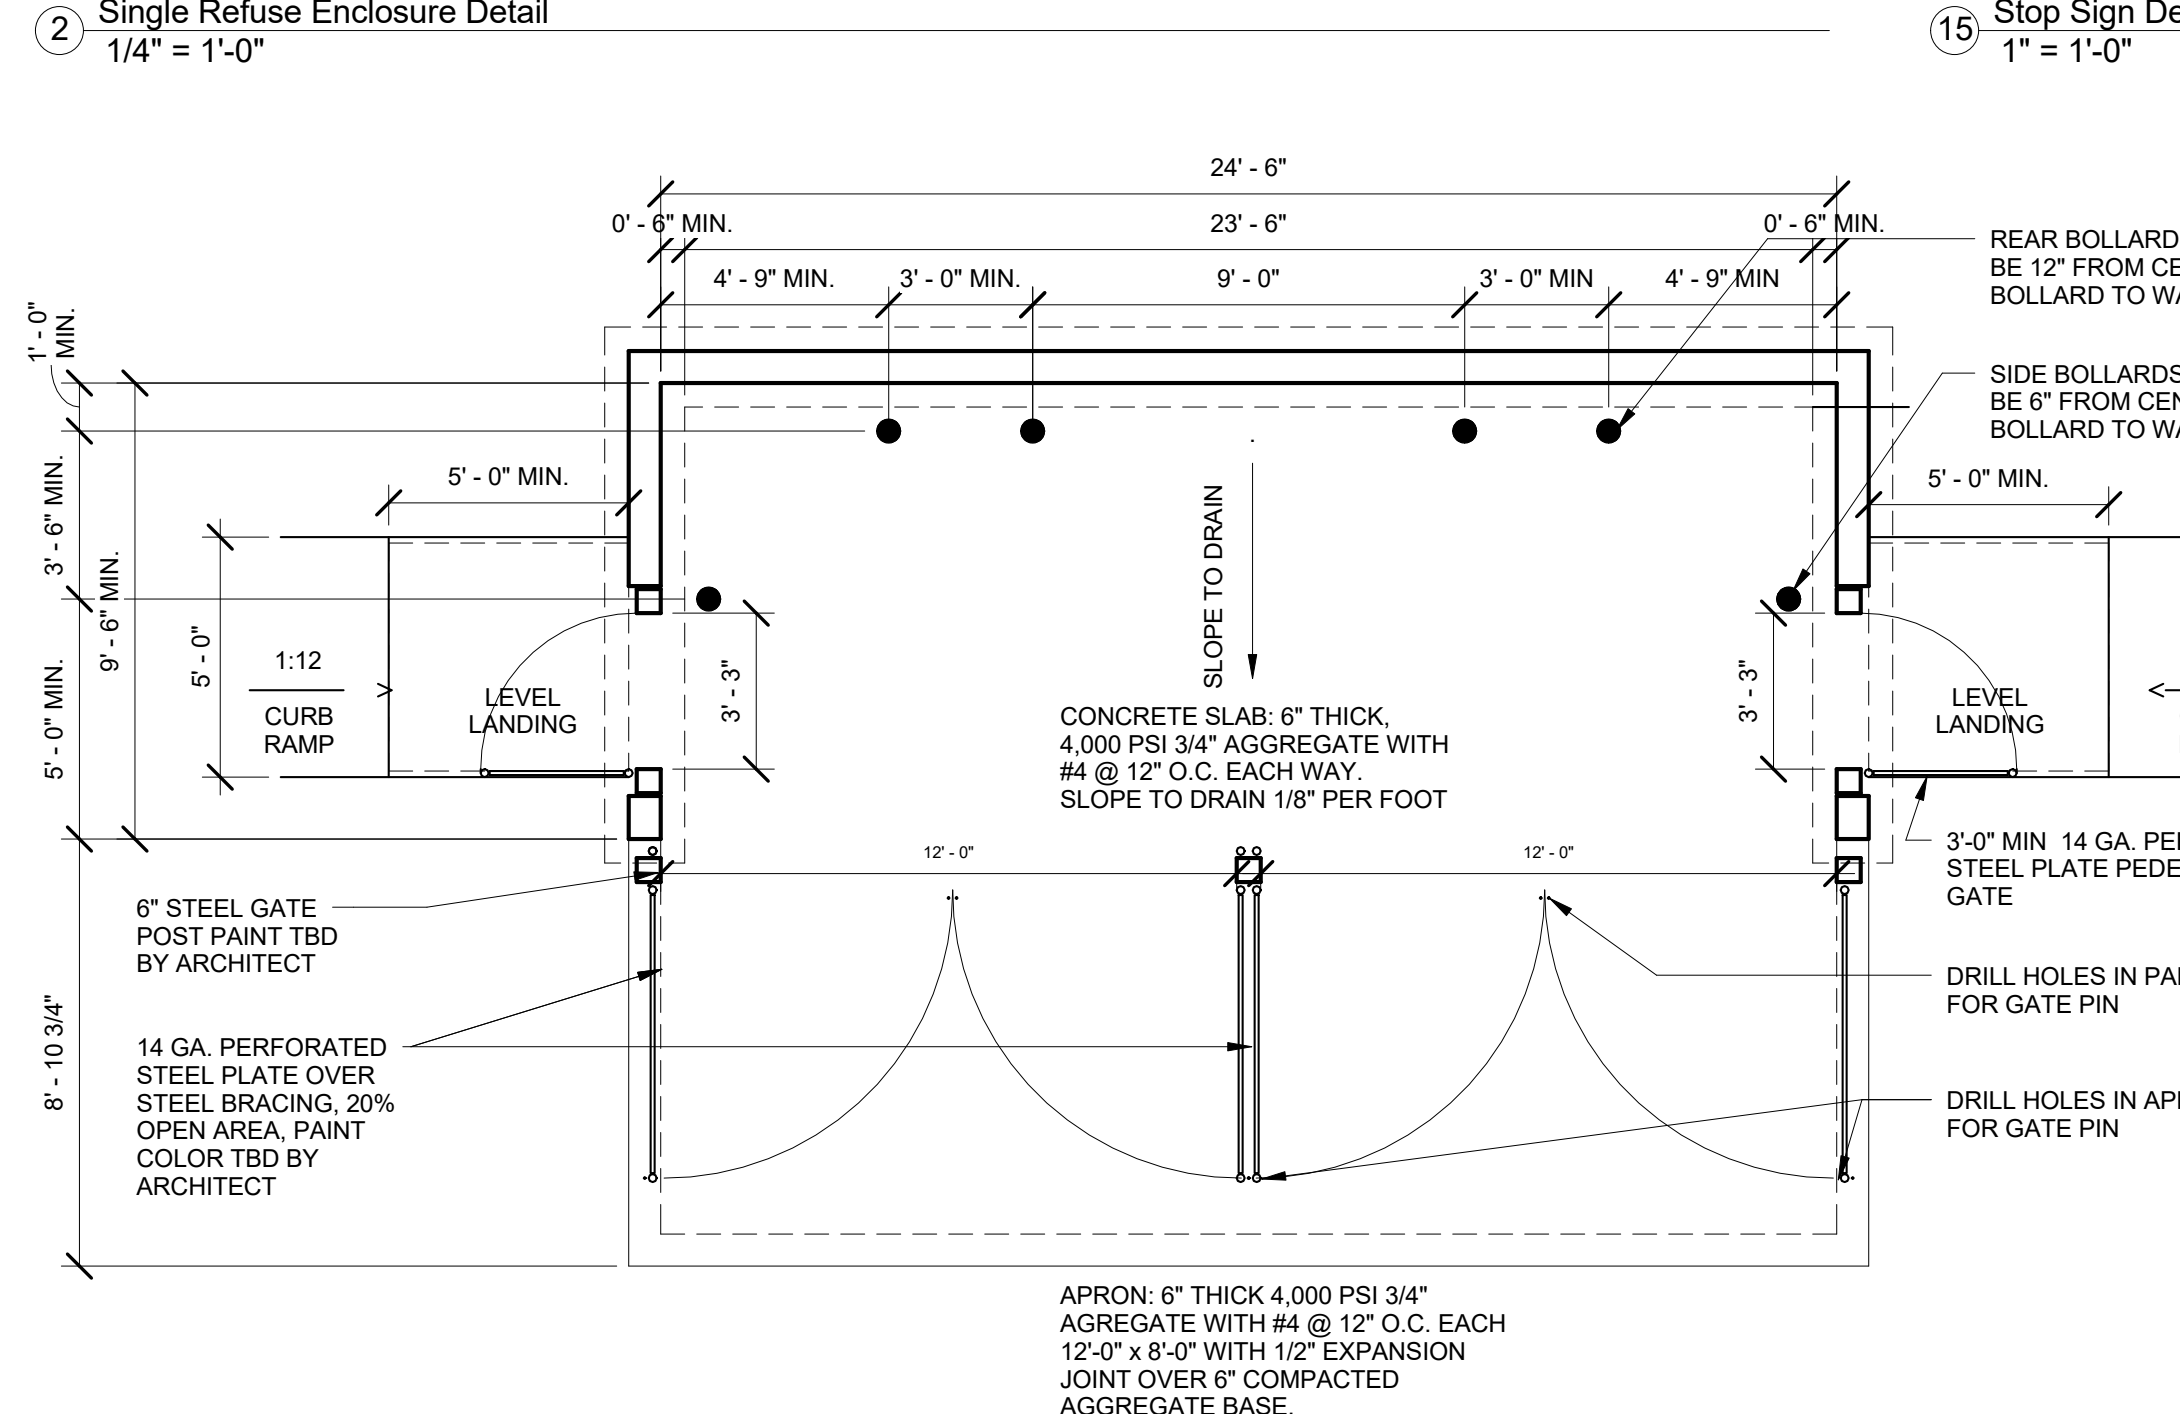 2
Single Refuse Enclosure Detail
1/4" = 1'-0"
15
Stop Sign
1" = 1'-0"
24' - 6"
0' - 6" MIN.
23' - 6"
0' - 6" MIN.
4' - 9" MIN.
3' - 0" MIN.
9' - 0"
3' - 0" MIN
4' - 9" MIN
REAR BOLLARD
BE 12" FROM
BOLLARD TO
SIDE BOLLARDS
BE 6" FROM
BOLLARD TO
1' - 0"
MIN.
3' - 6" MIN.
9' - 6" MIN.
5' - 0" MIN.
8' - 10 3/4"
5' - 0" MIN.
5' - 0"
1:12
CURB
RAMP
LEVEL
LANDING
3' - 3"
SLOPE TO DRAIN
CONCRETE SLAB: 6" THICK,
4,000 PSI 3/4" AGGREGATE WITH
#4 @ 12" O.C. EACH WAY.
SLOPE TO DRAIN 1/8" PER FOOT
3' - 3"
5' - 0" MIN.
LEVEL
LANDING
12' - 0"
12' - 0"
3'-0" MIN 14 GA.
STEEL PLATE
GATE
6" STEEL GATE
POST PAINT TBD
BY ARCHITECT
DRILL HOLES IN
FOR GATE PIN
14 GA. PERFORATED
STEEL PLATE OVER
STEEL BRACING, 20%
OPEN AREA, PAINT
COLOR TBD BY
ARCHITECT
DRILL HOLES IN
FOR GATE PIN
APRON: 6" THICK 4,000 PSI 3/4"
AGREGATE WITH #4 @ 12" O.C. EACH
12'-0" x 8'-0" WITH 1/2" EXPANSION
JOINT OVER 6" COMPACTED
AGGREGATE BASE.